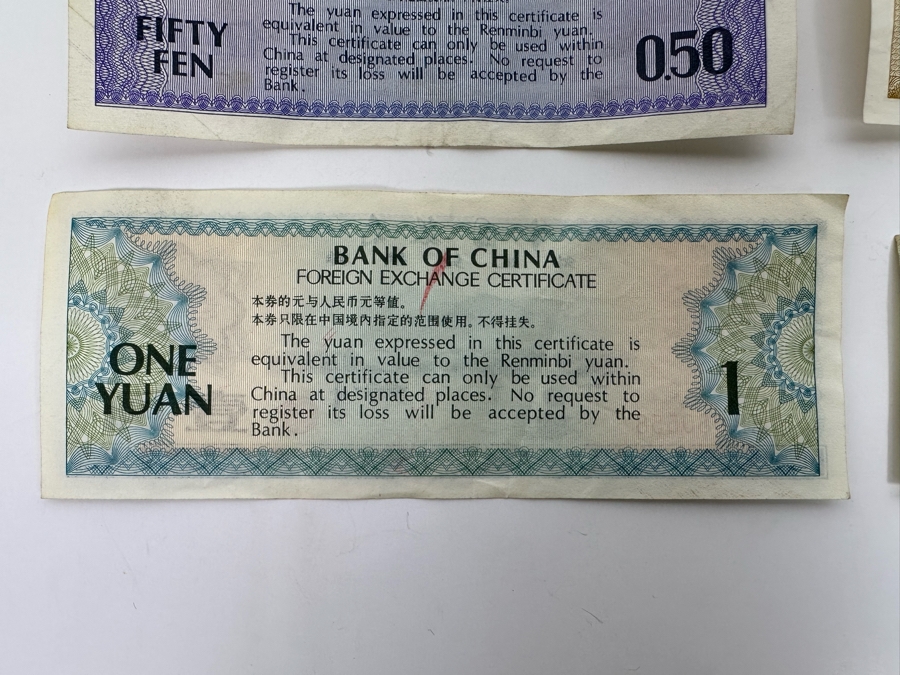 The yuan expressed in this certificate is
equivalent in value to the Renminbi yuan.
This certificate can only be used within
China at designated places. No request to
register its loss will be accepted by the
Bank.
FIFTY
FEN
0.50
BANK OF CHINA
FOREIGN EXCHANGE CERTIFICATE
本券的元与人民币元等值。
本券只限在中国境内指定的范围使用。不得挂失。
The yuan expressed in this certificate is
equivalent in value to the Renminbi yuan.
This certificate can only be used within
China at designated places. No request to
register its loss will be accepted by the
Bank.
ONE
YUAN
1